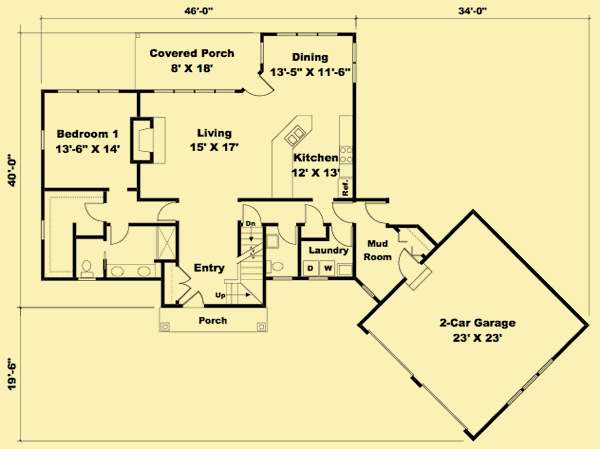 46'-0"
34'-0"
Covered Porch
8' X 18'
Dining
13'-5" X 11'-6"
Bedroom 1
13'-6" X 14'
Living
15' X 17'
Kitchen
12' X 13'
Ref.
40'-0"
Dn
Laundry
D W
Mud
Room
Entry
Up
Porch
2-Car Garage
23' X 23'
19'-6"